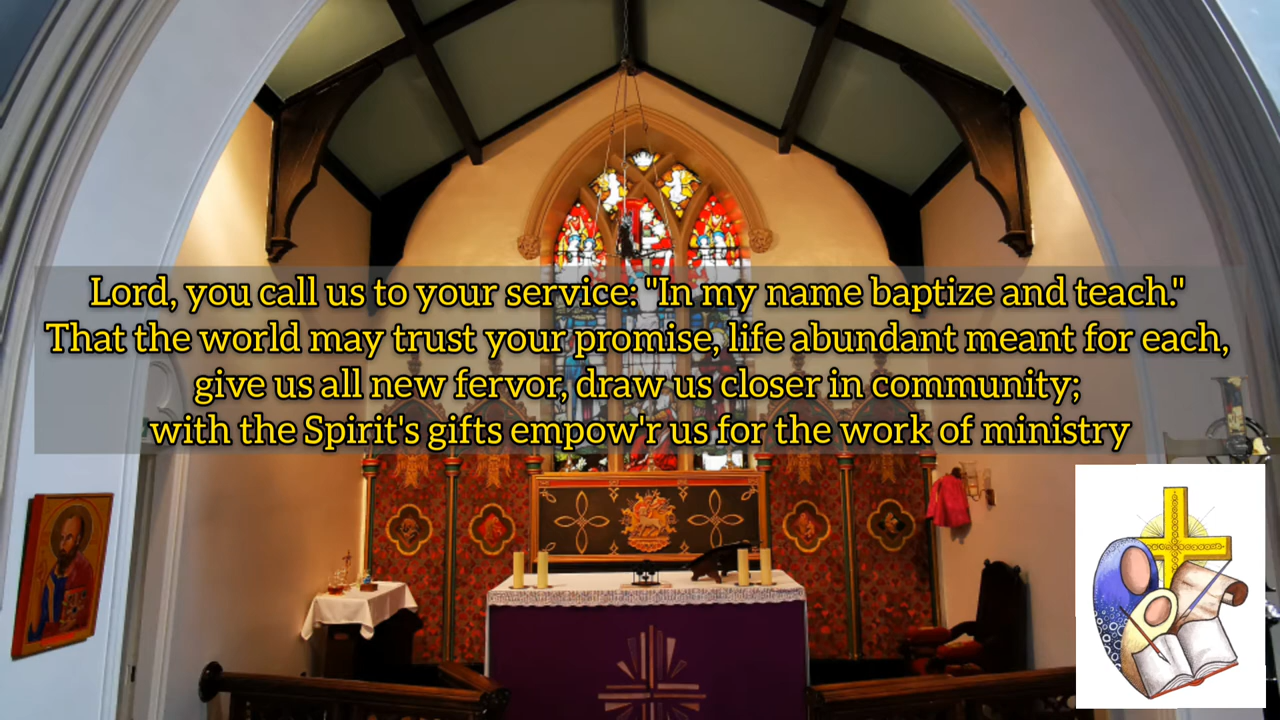 Lord, you call us to your service: "In my name baptize and teach."
That the world may trust your promise, life abundant meant for each,
give us all new fervor, draw us closer in community;
with the Spirit's gifts empow'r us for the work of ministry